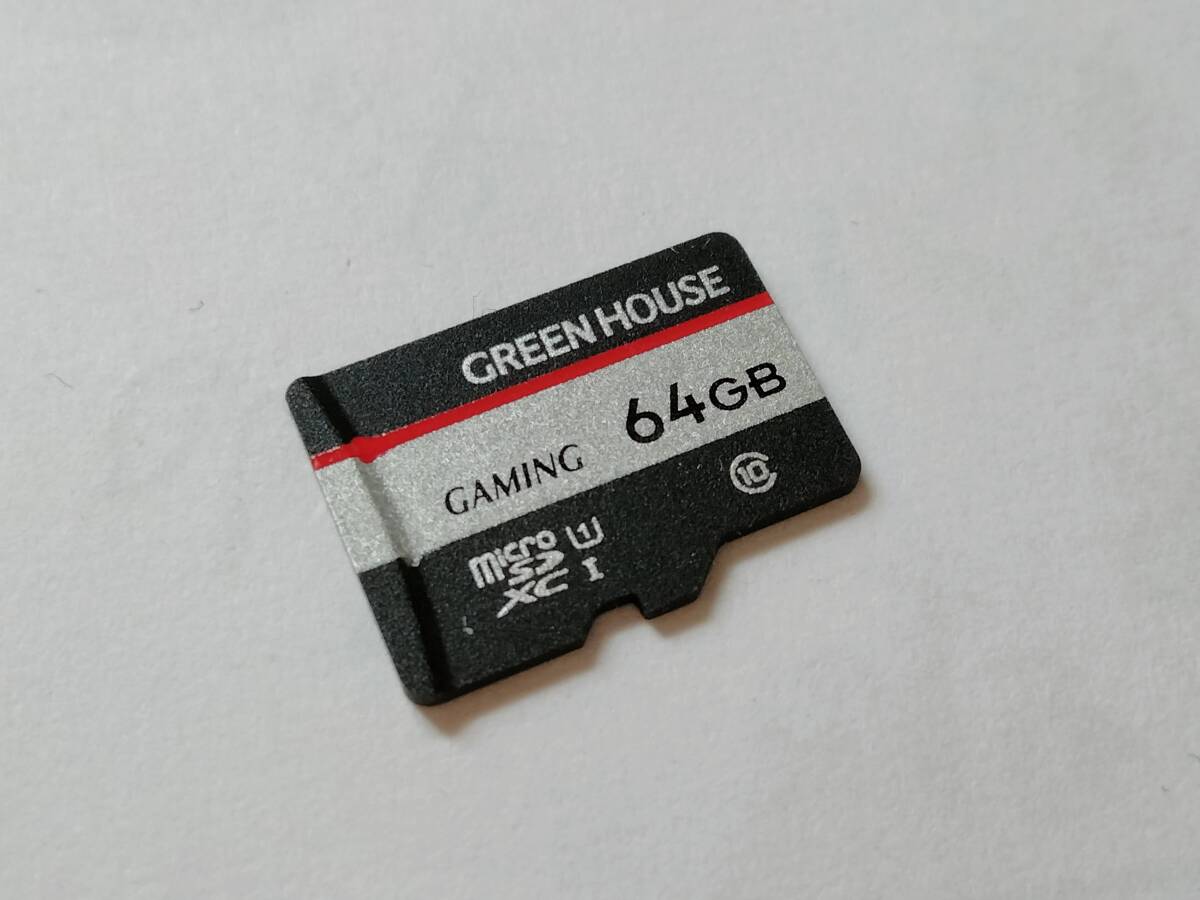 GREEN HOUSE
GAMING 64GB
10
micro SD XC U1 I